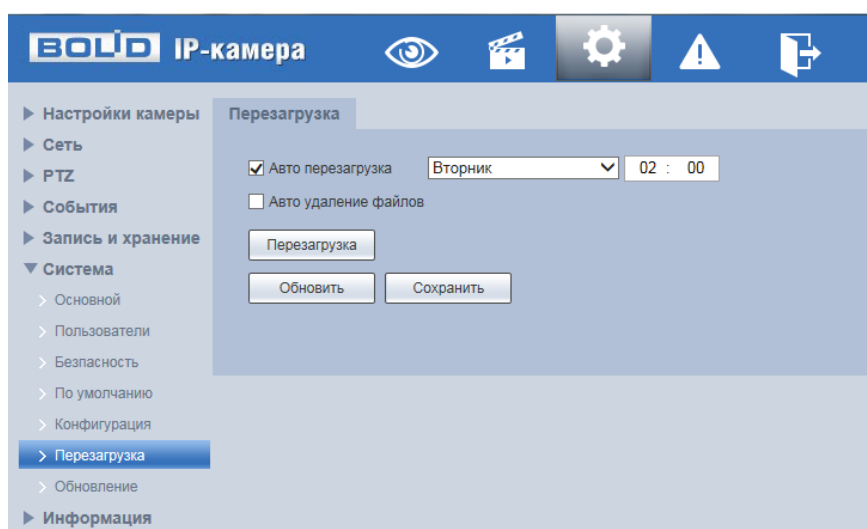 BOLID IP-камера
Настройки камеры
Сеть
PTZ
События
Запись и хранение
Система
Основной
Пользователи
Безпасность
По умолчанию
Конфигурация
Перезагрузка
Обновление
Информация
Перезагрузка
Авто перезагрузка Вторник 02 : 00
Авто удаление файлов
Перезагрузка
Обновить Сохранить